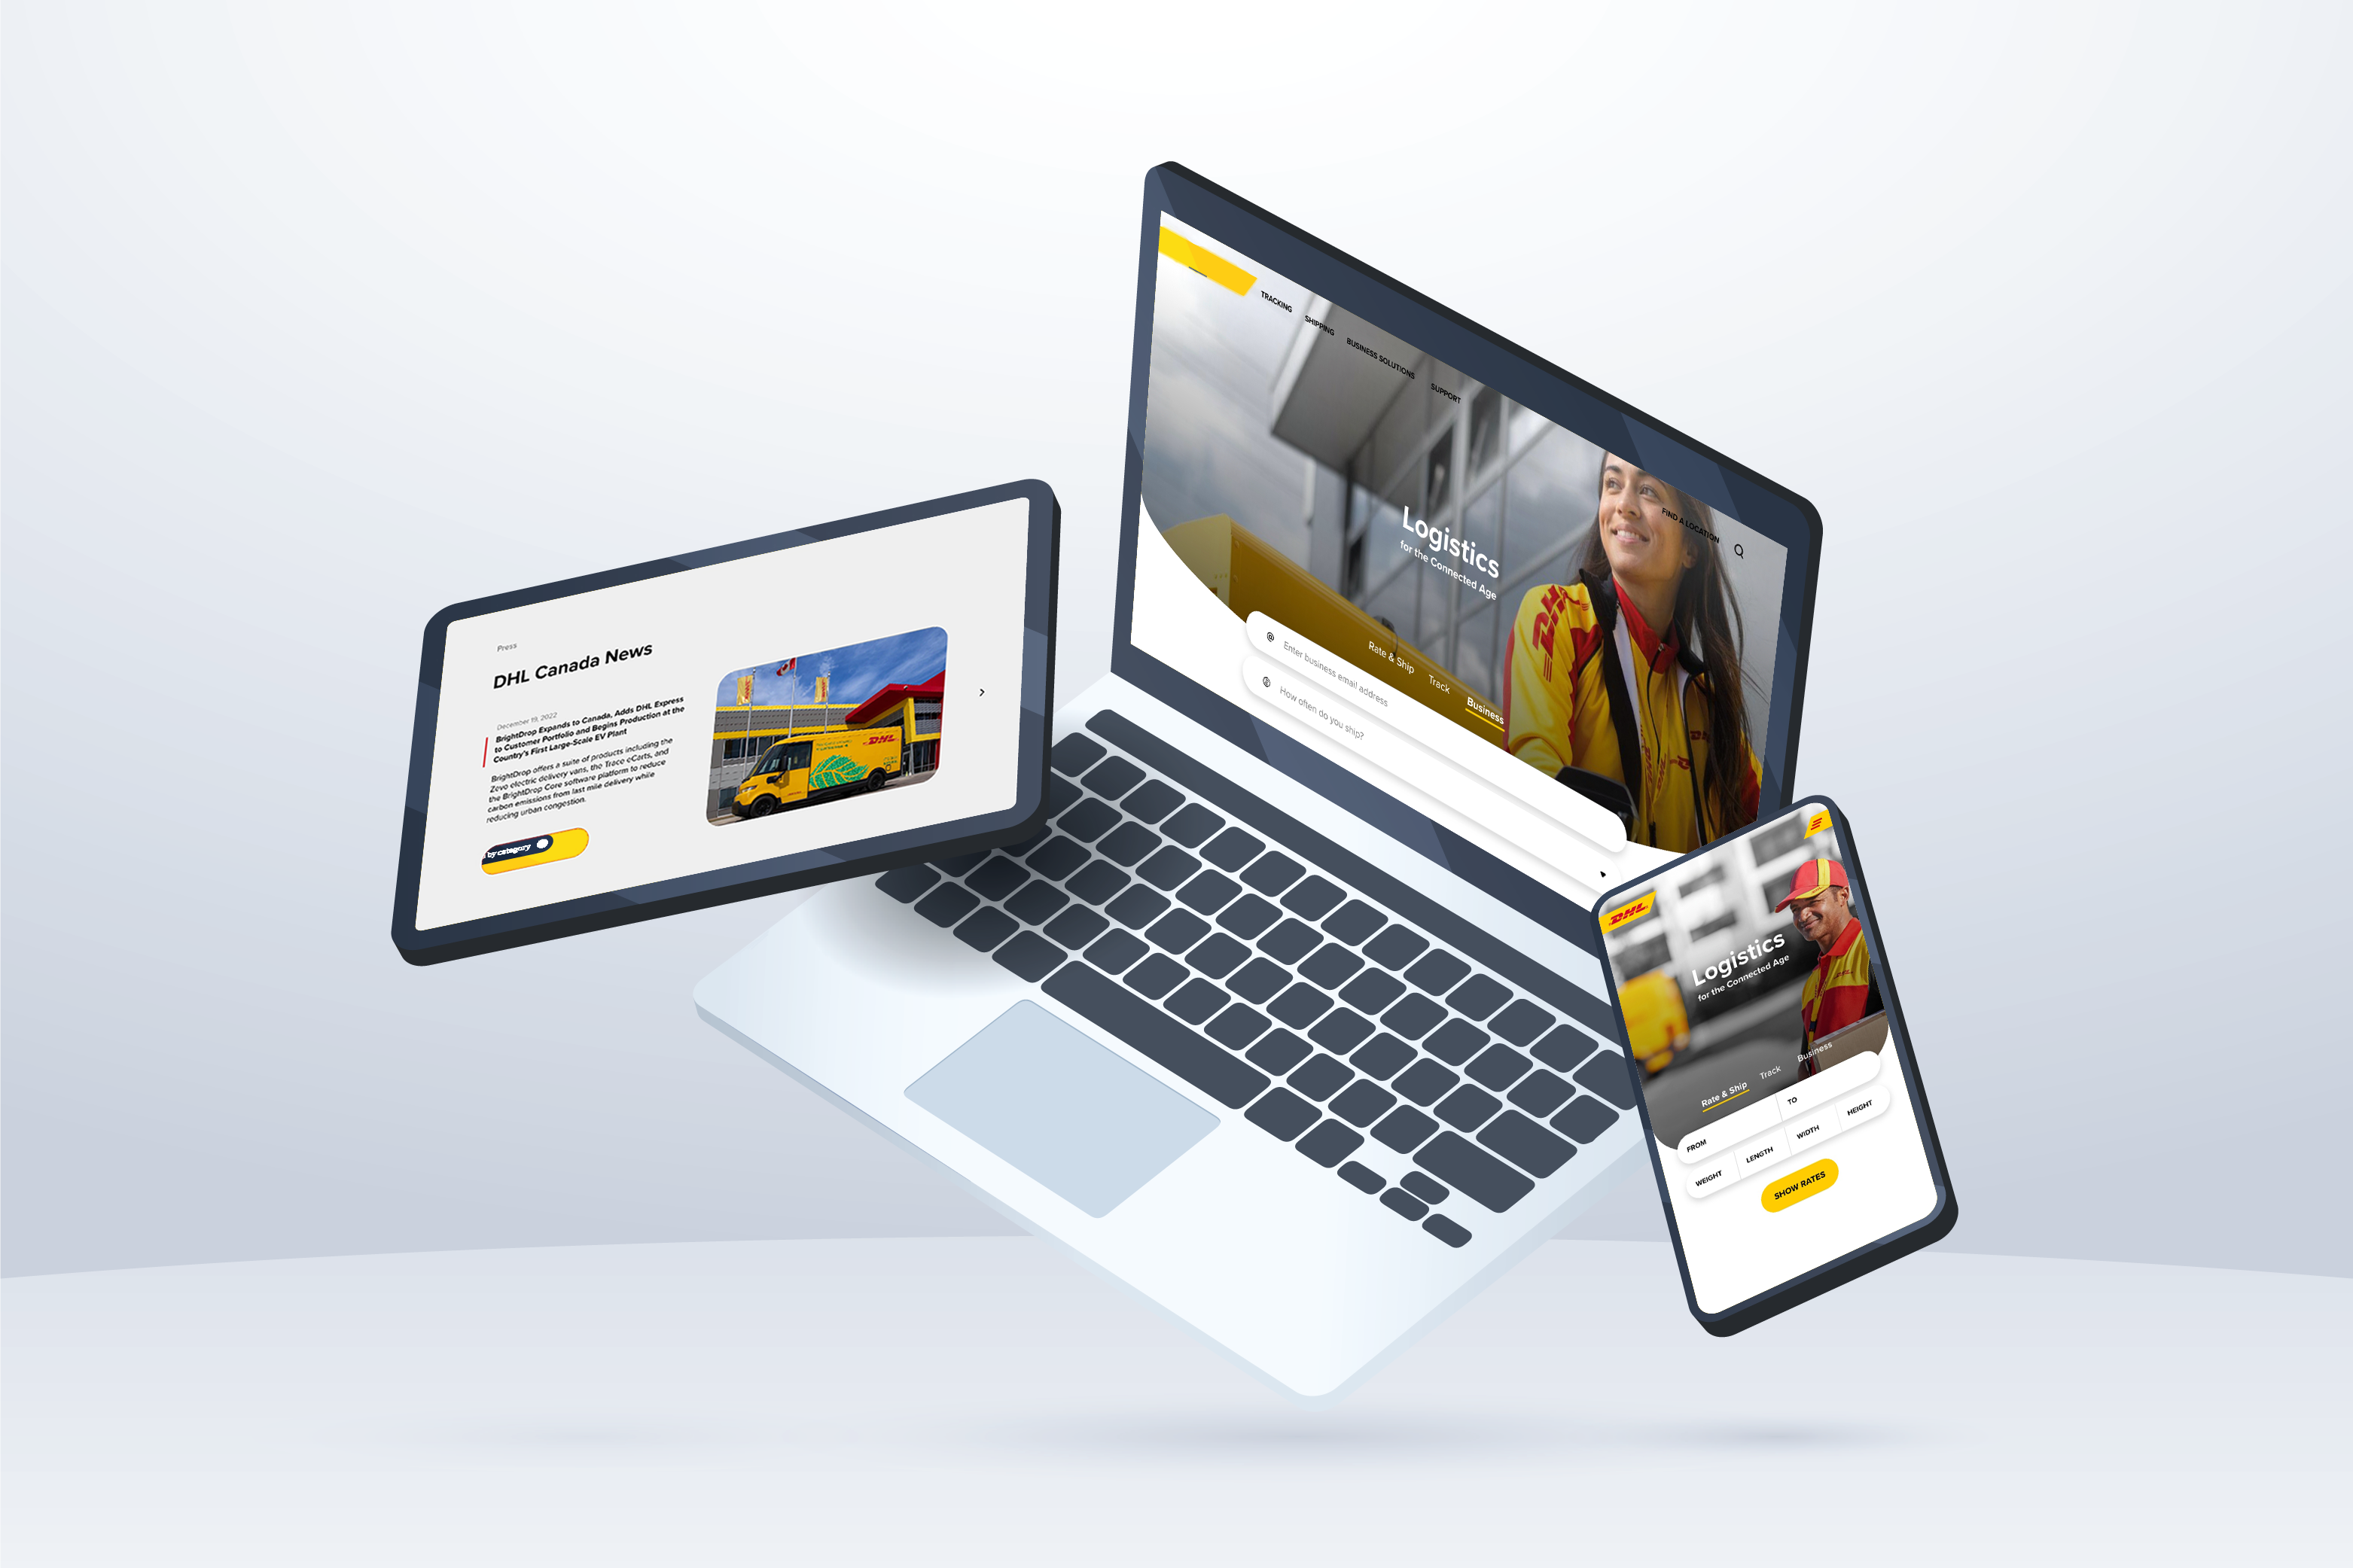 Press
DHL Canada News
December 19, 2022
BrightDrop Expands to Canada, Adds DHL Express
to Customer Portfolio and Begins Production at the
Country's First Large-Scale EV Plant
BrightDrop offers a suite of products including the
Zevo electric delivery vans, the Trace eCarts, and
the BrightDrop Core software platform to reduce
carbon emissions from last mile delivery while
reducing urban congestion.
by category
DHL
TRACKING
SHIPPING
BUSINESS SOLUTIONS
SUPPORT
FIND A LOCATION
Logistics
for the Connected Age
Rate & Ship
Track
Business
Enter business email address
How often do you ship?
DHL
DHL
Logistics
for the Connected Age
Rate & Ship
Track
Business
FROM
TO
WEIGHT
LENGTH
WIDTH
HEIGHT
SHOW RATES